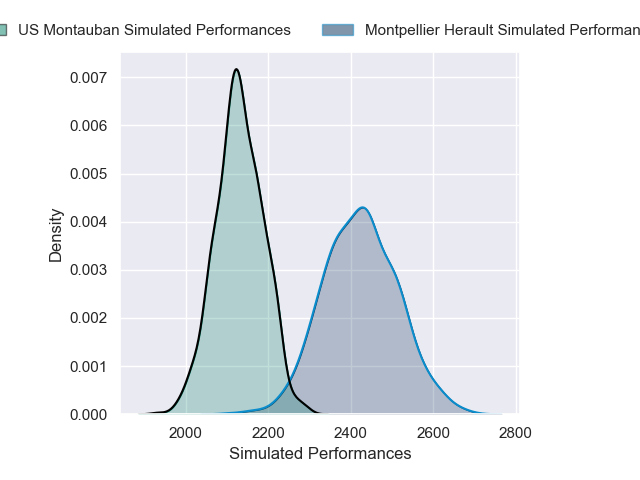 US Montauban Simulated Performances Montpellier Herault Simulated Performan
0.007
0.006
0.005
0.004
0.003
0.002
0.001
0.000
Density
2000 2200 2400 2600 2800
Simulated Performances